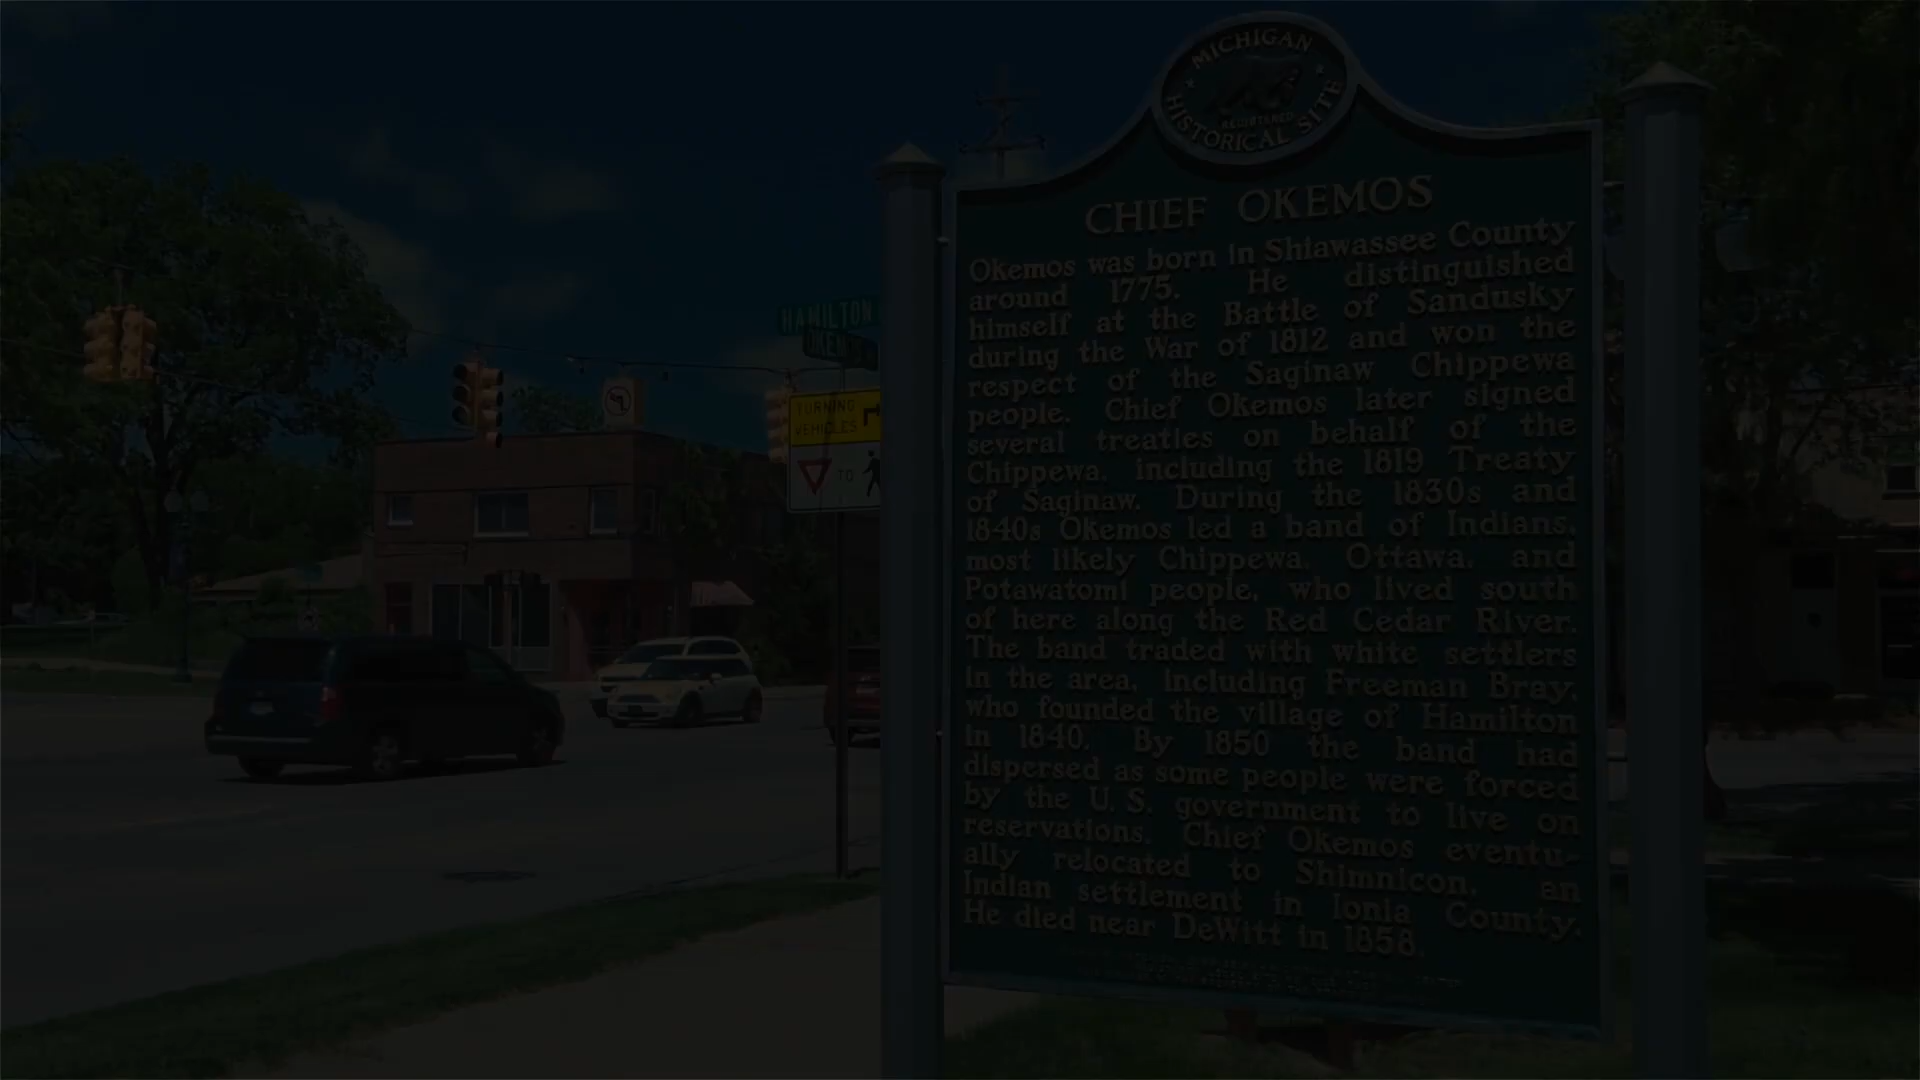 MICHIGAN
REGISTERED
HISTORICAL SITE
CHIEF OKEMOS
Okemos was born in Shiawassee County
around 1775. He distinguished
himself at the Battle of Sandusky
during the War of 1812 and won the
respect of the Saginaw Chippewa
people. Chief Okemos later signed
several treaties on behalf of the
Chippewa, including the 1819 Treaty
of Saginaw. During the 1830s and
1840s Okemos led a band of Indians,
most likely Chippewa, Ottawa, and
Potawatomi people, who lived south
of here along the Red Cedar River.
The band traded with white settlers
in the area, including Freeman Bray,
who founded the village of Hamilton
in 1840. By 1850 the band had
dispersed as some people were forced
by the U.S. government to live on
reservations. Chief Okemos eventu-
ally relocated to Shimnicon, an
Indian settlement in Ionia County.
He died near DeWitt in 1858.
HAMILTON
TURNING
VEHICLES
TO